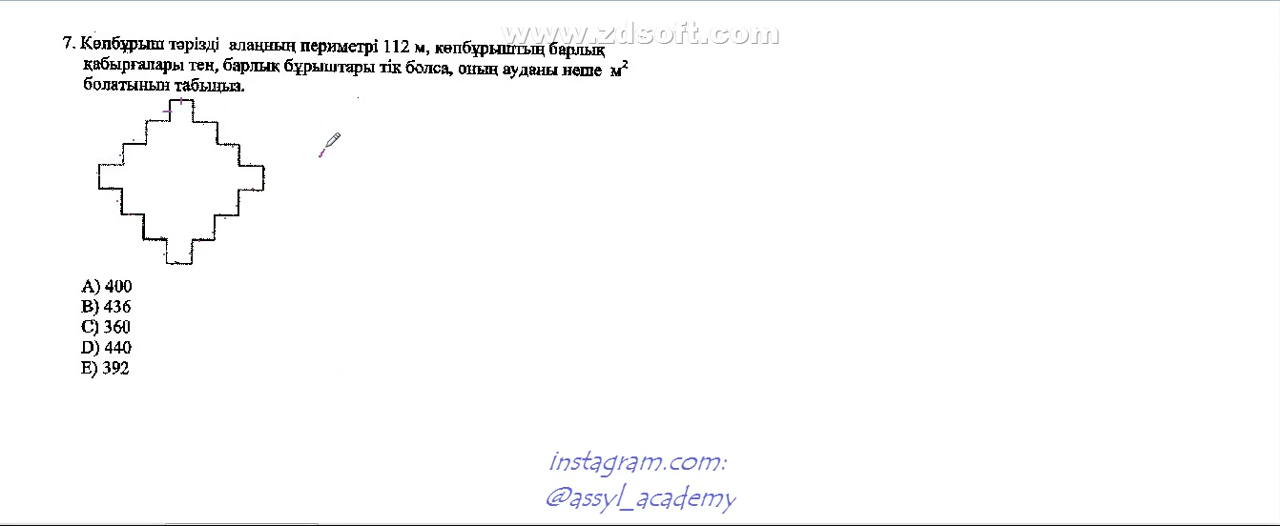 www.zdsoft.com
7. Көпбұрыш тәрізді алаңның периметрі 112 м, көпбұрыштың барлық
қабырғалары тең, барлық бұрыштары тік болса, оның ауданы неше м²
болатынын табыңыз.
A) 400
B) 436
C) 360
D) 440
E) 392
instagram.com:
@assyl_academy